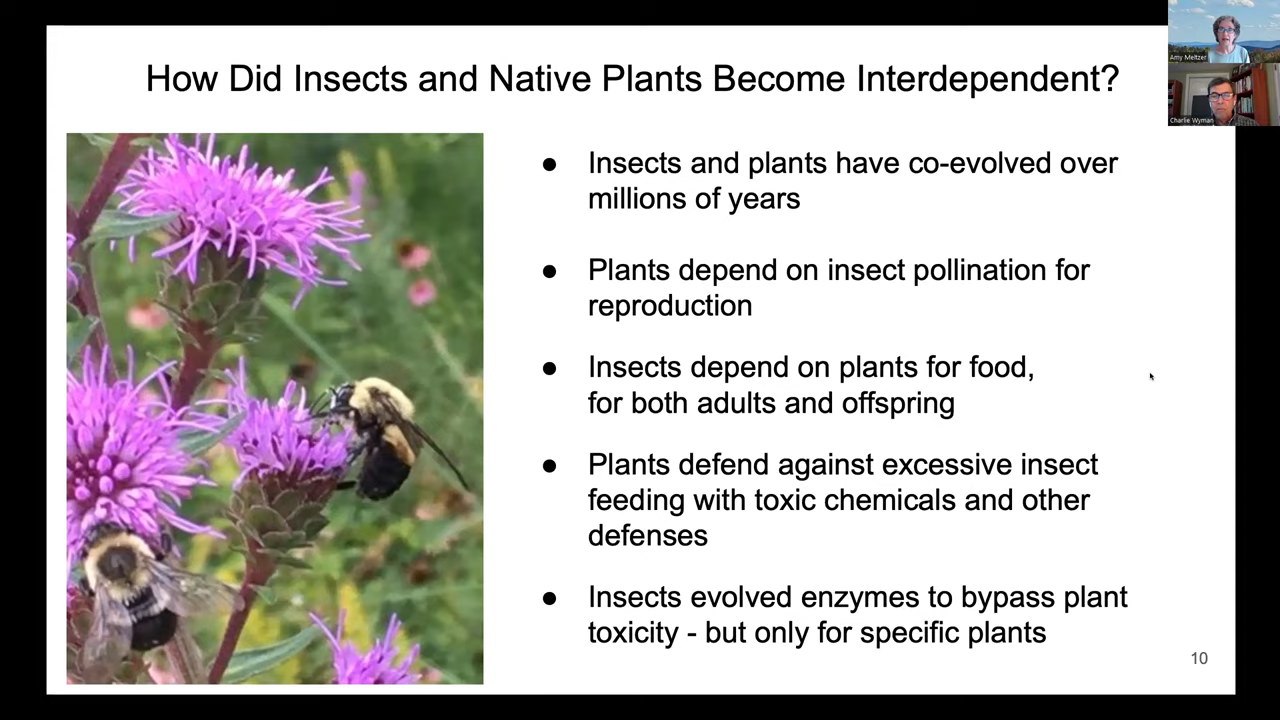 How Did Insects and Native Plants Become Interdependent?
Amy Meltzer
Charlie Wyman
● Insects and plants have co-evolved over
millions of years
● Plants depend on insect pollination for
reproduction
● Insects depend on plants for food,
for both adults and offspring
● Plants defend against excessive insect
feeding with toxic chemicals and other
defenses
● Insects evolved enzymes to bypass plant
toxicity - but only for specific plants
10